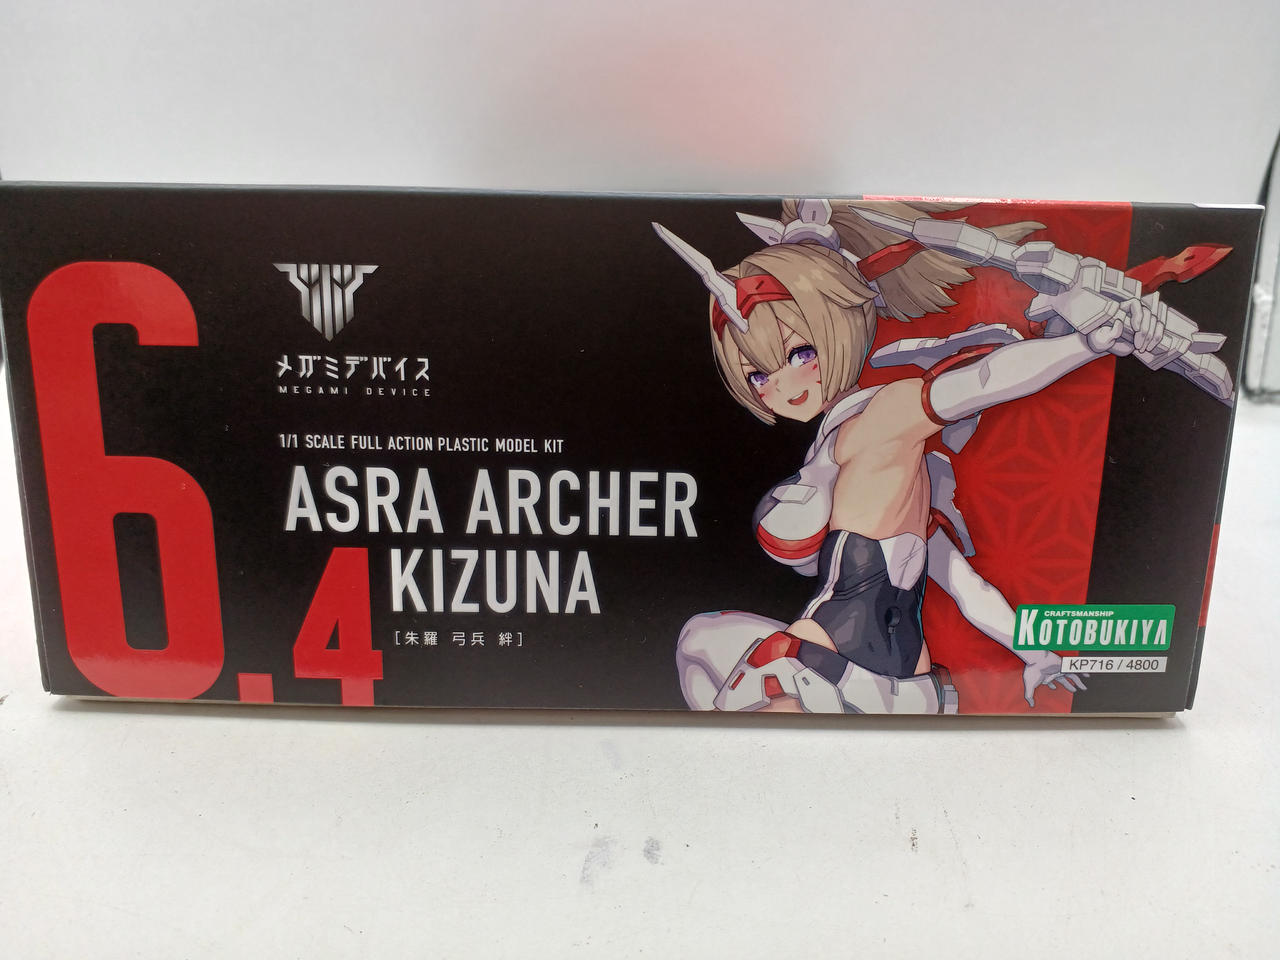 6.4
メガミデバイス
MEGAMI DEVICE
1/1 SCALE FULL ACTION PLASTIC MODEL KIT
ASRA ARCHER
KIZUNA
[朱羅 弓兵 絆]
CRAFTSMANSHIP
KOTOBUKIYA
KP716 / 4800